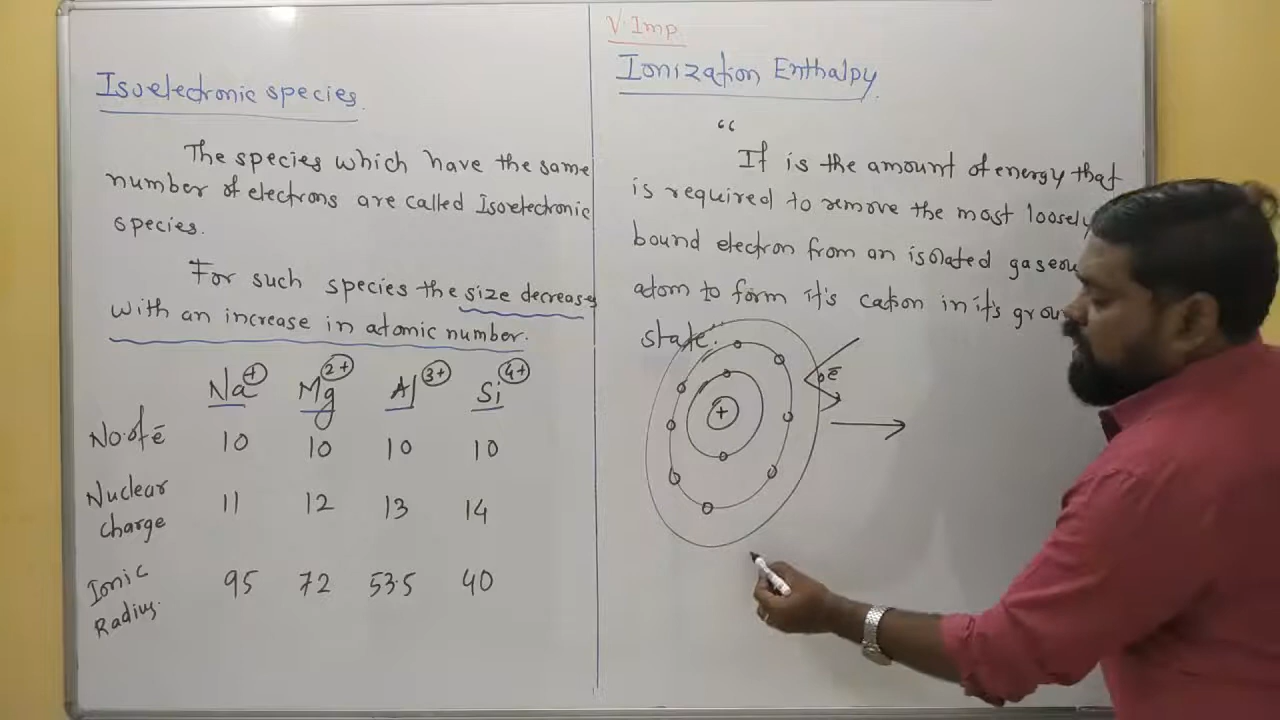 Isoelectronic species.
The species which have the same
number of electrons are called Isoelectronic
species.
For such species the size decreases
with an increase in atomic number.
Na+ Mg2+ Al3+ Si4+
No.of ē 10 10 10 10
Nuclear charge 11 12 13 14
Ionic Radius. 95 72 53.5 40
V. Imp.
Ionization Enthalpy.
“
It is the amount of energy that
is required to remove the most loosely
bound electron from an isolated
atom to form it's cation in it's
state.”
+
ē